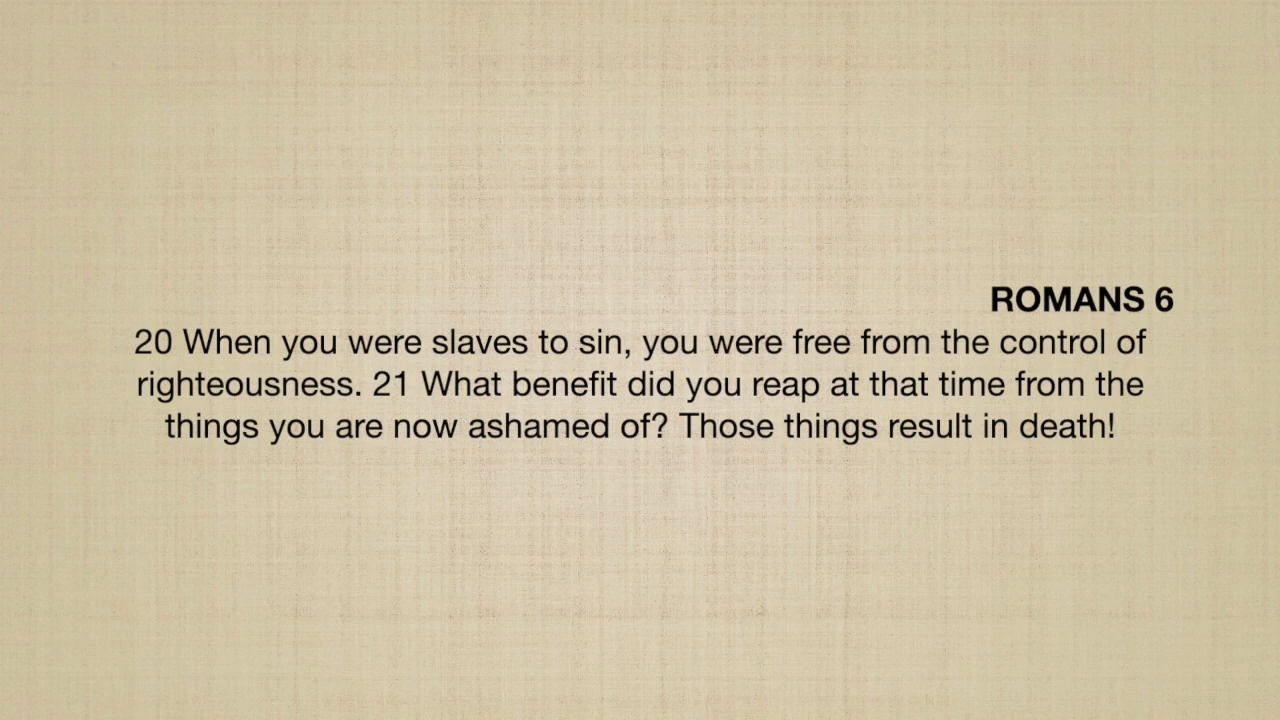 ROMANS 6
20 When you were slaves to sin, you were free from the control of
righteousness. 21 What benefit did you reap at that time from the
things you are now ashamed of? Those things result in death!